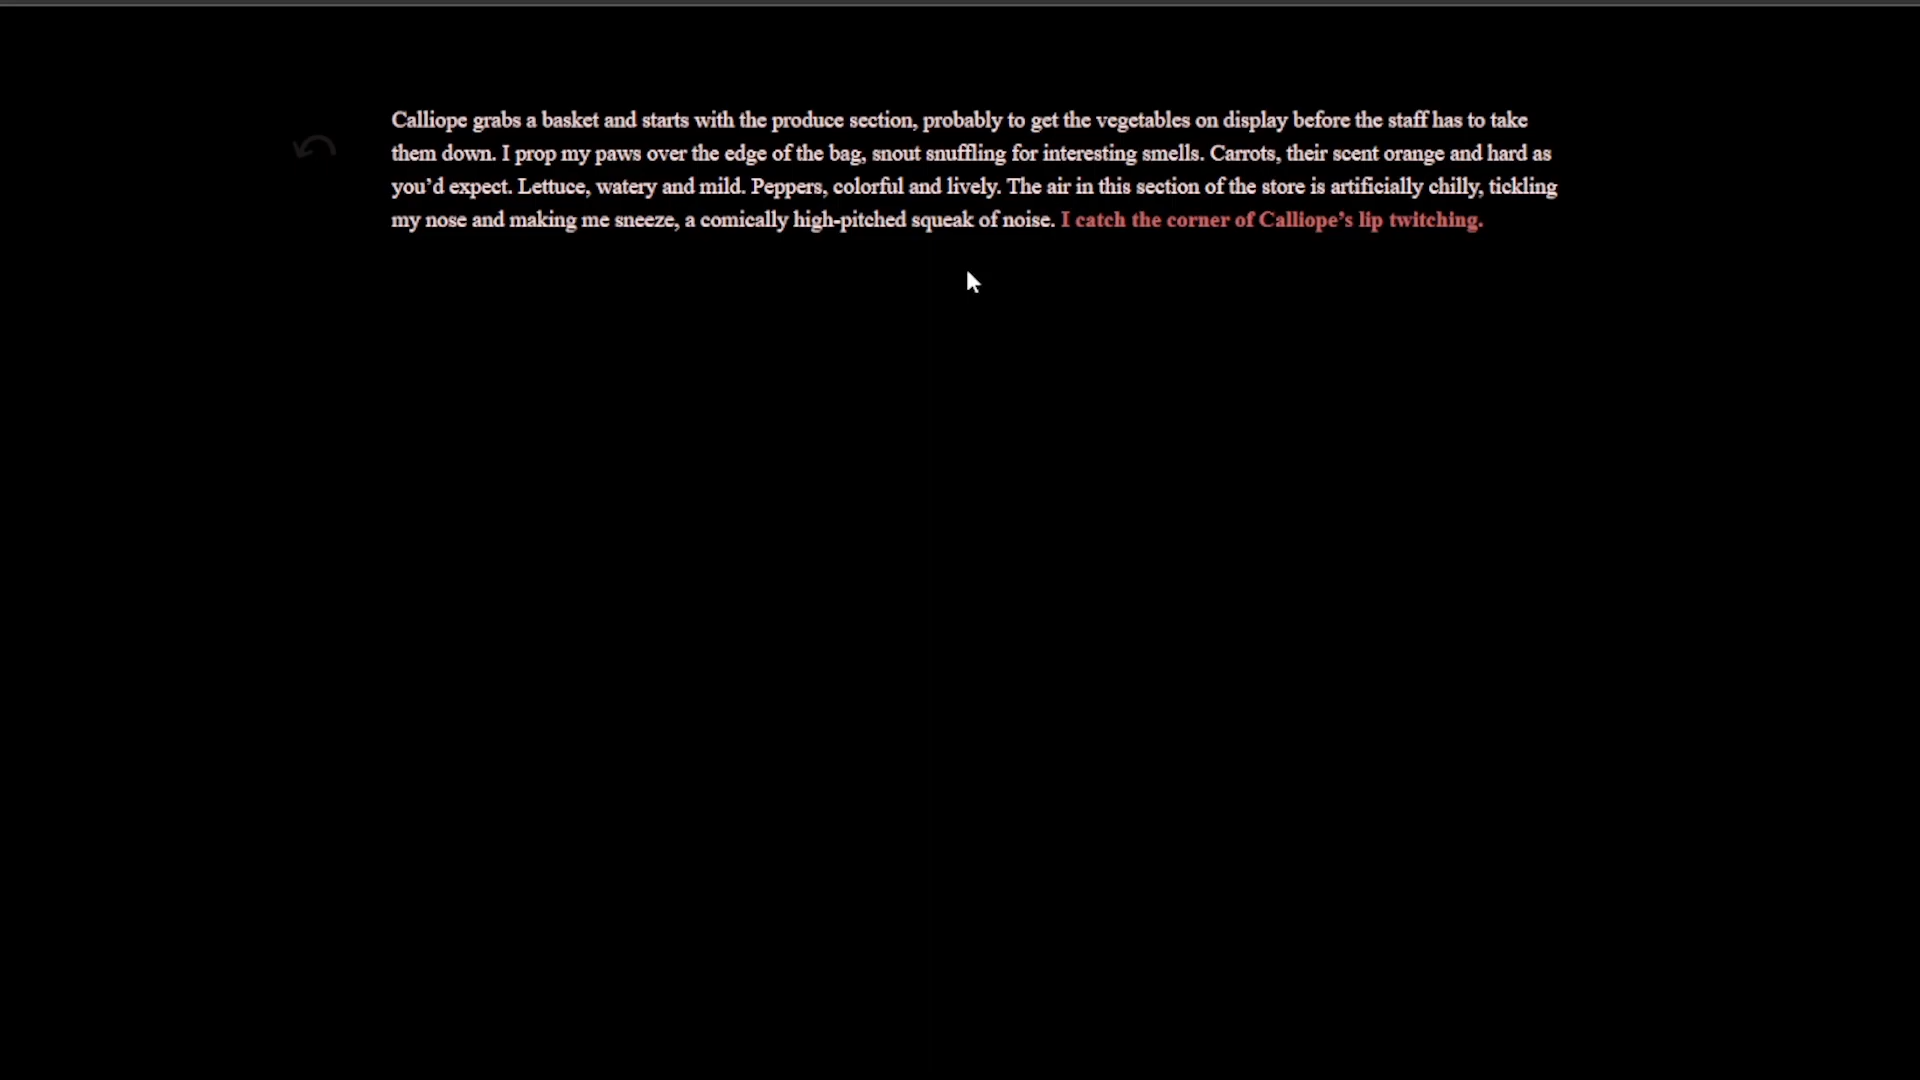 Calliope grabs a basket and starts with the produce section, probably to get the vegetables on display before the staff has to take
them down. I prop my paws over the edge of the bag, snout snuffling for interesting smells. Carrots, their scent orange and hard as
you’d expect. Lettuce, watery and mild. Peppers, colorful and lively. The air in this section of the store is artificially chilly, tickling
my nose and making me sneeze, a comically high-pitched squeak of noise. I catch the corner of Calliope’s lip twitching.